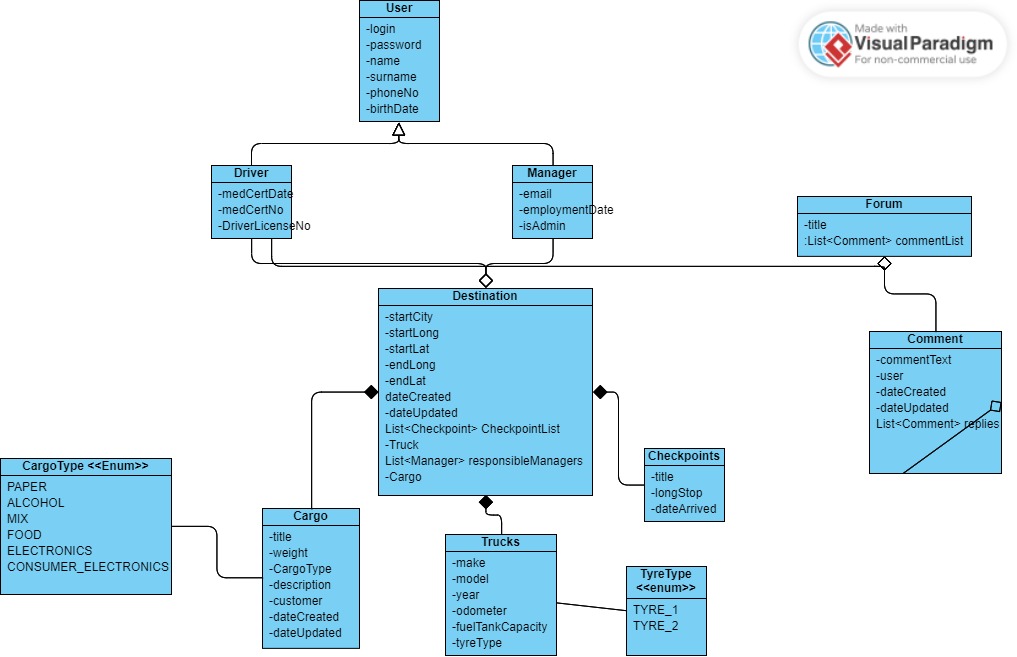 User
-login
-password
-name
-surname
-phoneNo
-birthDate
Made with
VisualParadigm
For non-commercial use
Driver
-medCertDate
-medCertNo
-DriverLicenseNo
Manager
-email
-employmentDate
-isAdmin
Forum
-title
:List<Comment> commentList
Destination
-startCity
-startLong
-startLat
-endLong
-endLat
dateCreated
-dateUpdated
List<Checkpoint> CheckpointList
-Truck
List<Manager> responsibleManagers
-Cargo
Comment
-commentText
-user
-dateCreated
-dateUpdated
List<Comment> replies
Checkpoints
-title
-longStop
-dateArrived
CargoType <<Enum>>
PAPER
ALCOHOL
MIX
FOOD
ELECTRONICS
CONSUMER_ELECTRONICS
Cargo
-title
-weight
-CargoType
-description
-customer
-dateCreated
-dateUpdated
Trucks
-make
-model
-year
-odometer
-fuelTankCapacity
-tyreType
TyreType
<<enum>>
TYRE_1
TYRE_2